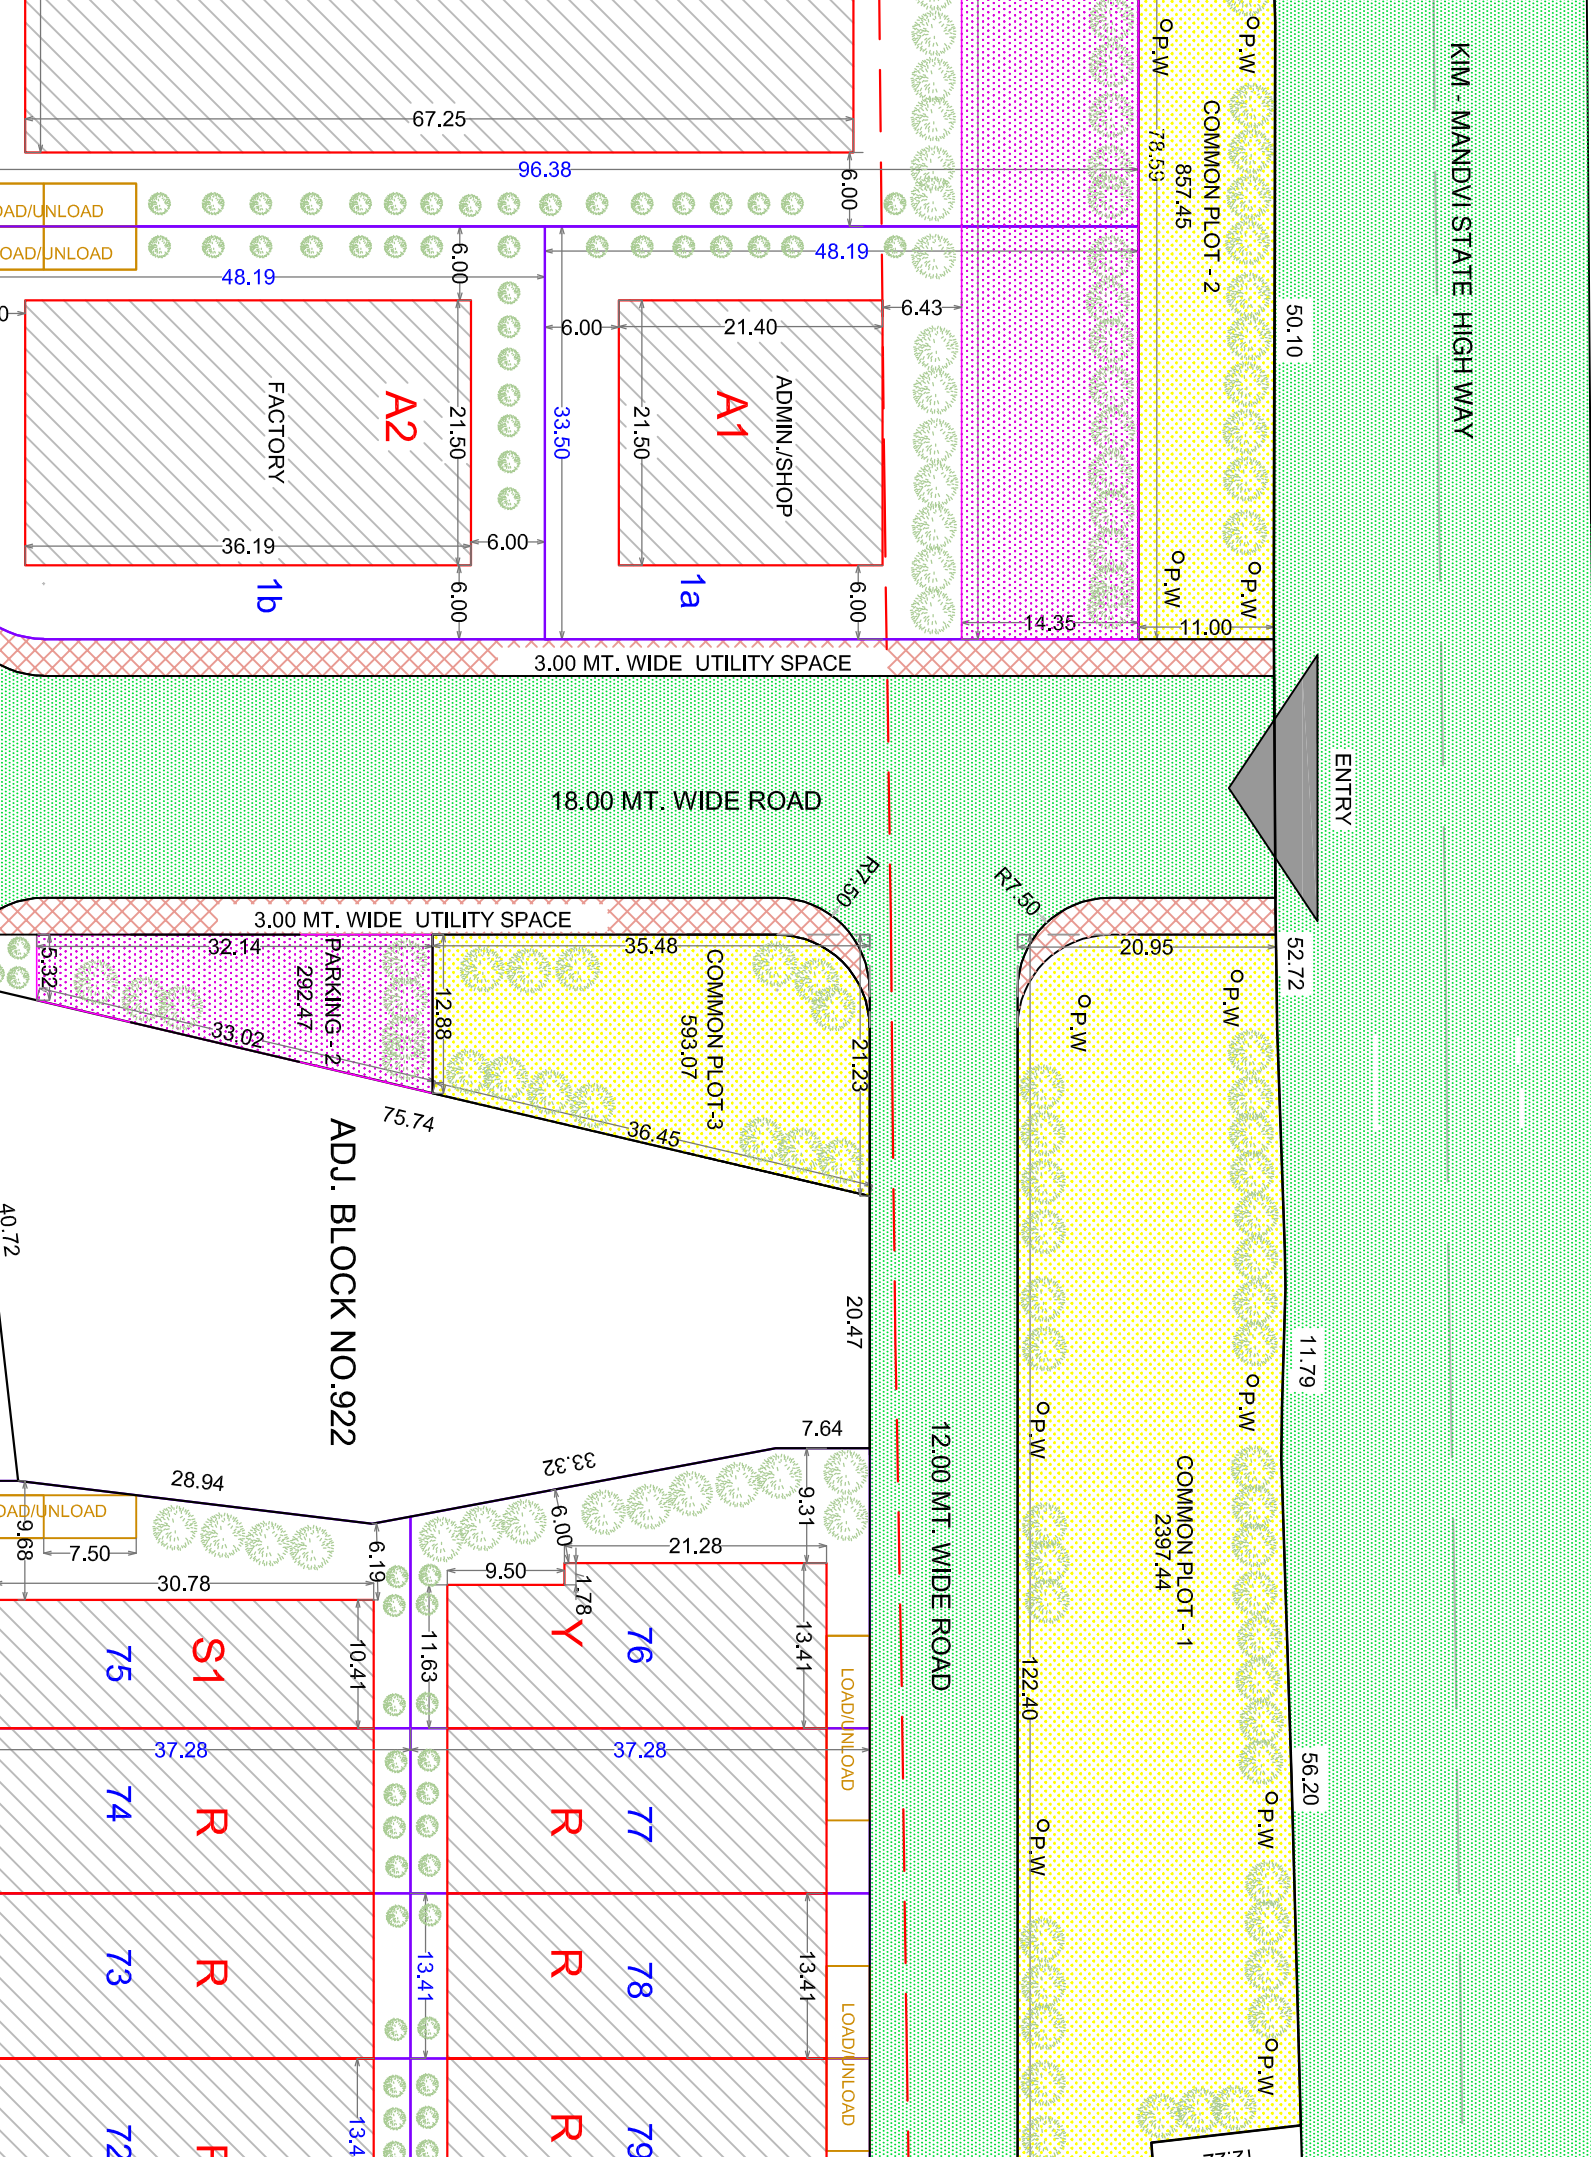 KIM - MANDVI STATE HIGH WAY
P.W
P.W
COMMON PLOT - 2
857.45
78.59
67.25
96.38
6.00
LOAD/UNLOAD
LOAD/UNLOAD
48.19
48.19
6.00
6.00
21.40
6.43
50.10
A2
FACTORY
21.50
33.50
21.50
A1
ADMIN./SHOP
36.19
6.00
1b
6.00
1a
6.00
14.35
11.00
P.W
P.W
3.00 MT. WIDE UTILITY SPACE
ENTRY
18.00 MT. WIDE ROAD
R7.50
R7.50
3.00 MT. WIDE UTILITY SPACE
32.14
35.48
20.95
52.72
5.32
PARKING - 2
292.47
33.02
12.88
COMMON PLOT-3
593.07
21.23
P.W
P.W
75.74
36.45
ADJ. BLOCK NO.922
40.72
20.47
11.79
7.64
12.00 MT. WIDE ROAD
P.W
P.W
COMMON PLOT - 1
2397.44
28.94
33.32
9.31
LOAD/UNLOAD
9.68
7.50
6.19
6.00
21.28
30.78
9.50
1.78
75
S1
10.41
11.63
Y
76
13.41
LOAD/UNLOAD
122.40
37.28
37.28
56.20
74
R
R
77
P.W
P.W
73
R
13.41
R
78
13.41
LOAD/UNLOAD
P.W
72
13.4
R
79